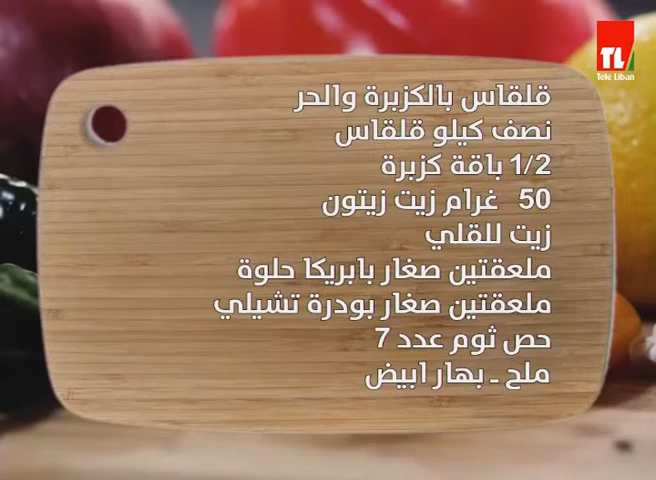 TL
Télé Liban
قلقاس بالكزبرة والحر
نصف كيلو قلقاس
1/2 باقة كزبرة
50 غرام زيت زيتون
زيت للقلي
ملعقتين صغار بابريكا حلوة
ملعقتين صغار بودرة تشيلي
حص ثوم عدد 7
ملح - بهار ابيض